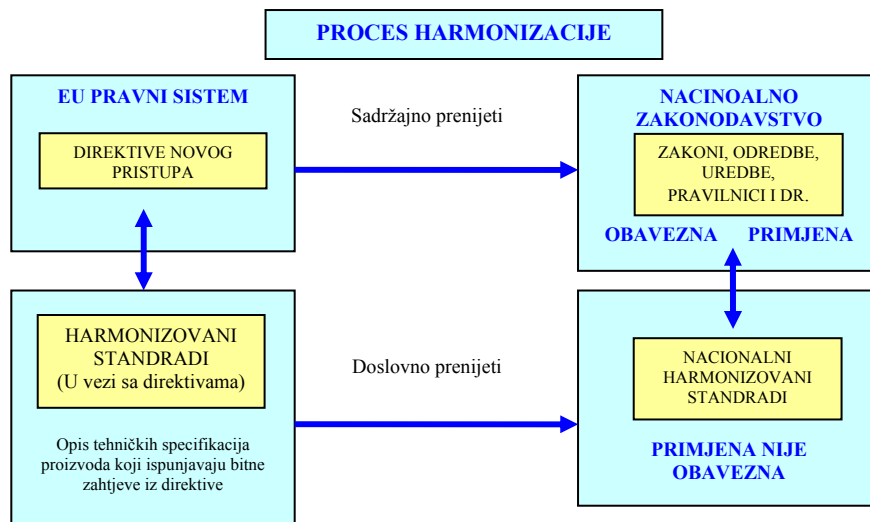 PROCES HARMONIZACIJE
EU PRAVNI SISTEM
DIREKTIVE NOVOG
PRISTUPA
Sadržajno prenijeti
NACINOALNO
ZAKONODAVSTVO
ZAKONI, ODREDBE,
UREDBE,
PRAVILNICI I DR.
OBAVEZNA PRIMJENA
HARMONIZOVANI
STANDRADI
(U vezi sa direktivama)
Opis tehničkih specifikacija
proizvoda koji ispunjavaju bitne
zahtjeve iz direktive
Doslovno prenijeti
NACIONALNI
HARMONIZOVANI
STANDRADI
PRIMJENA NIJE
OBAVEZNA